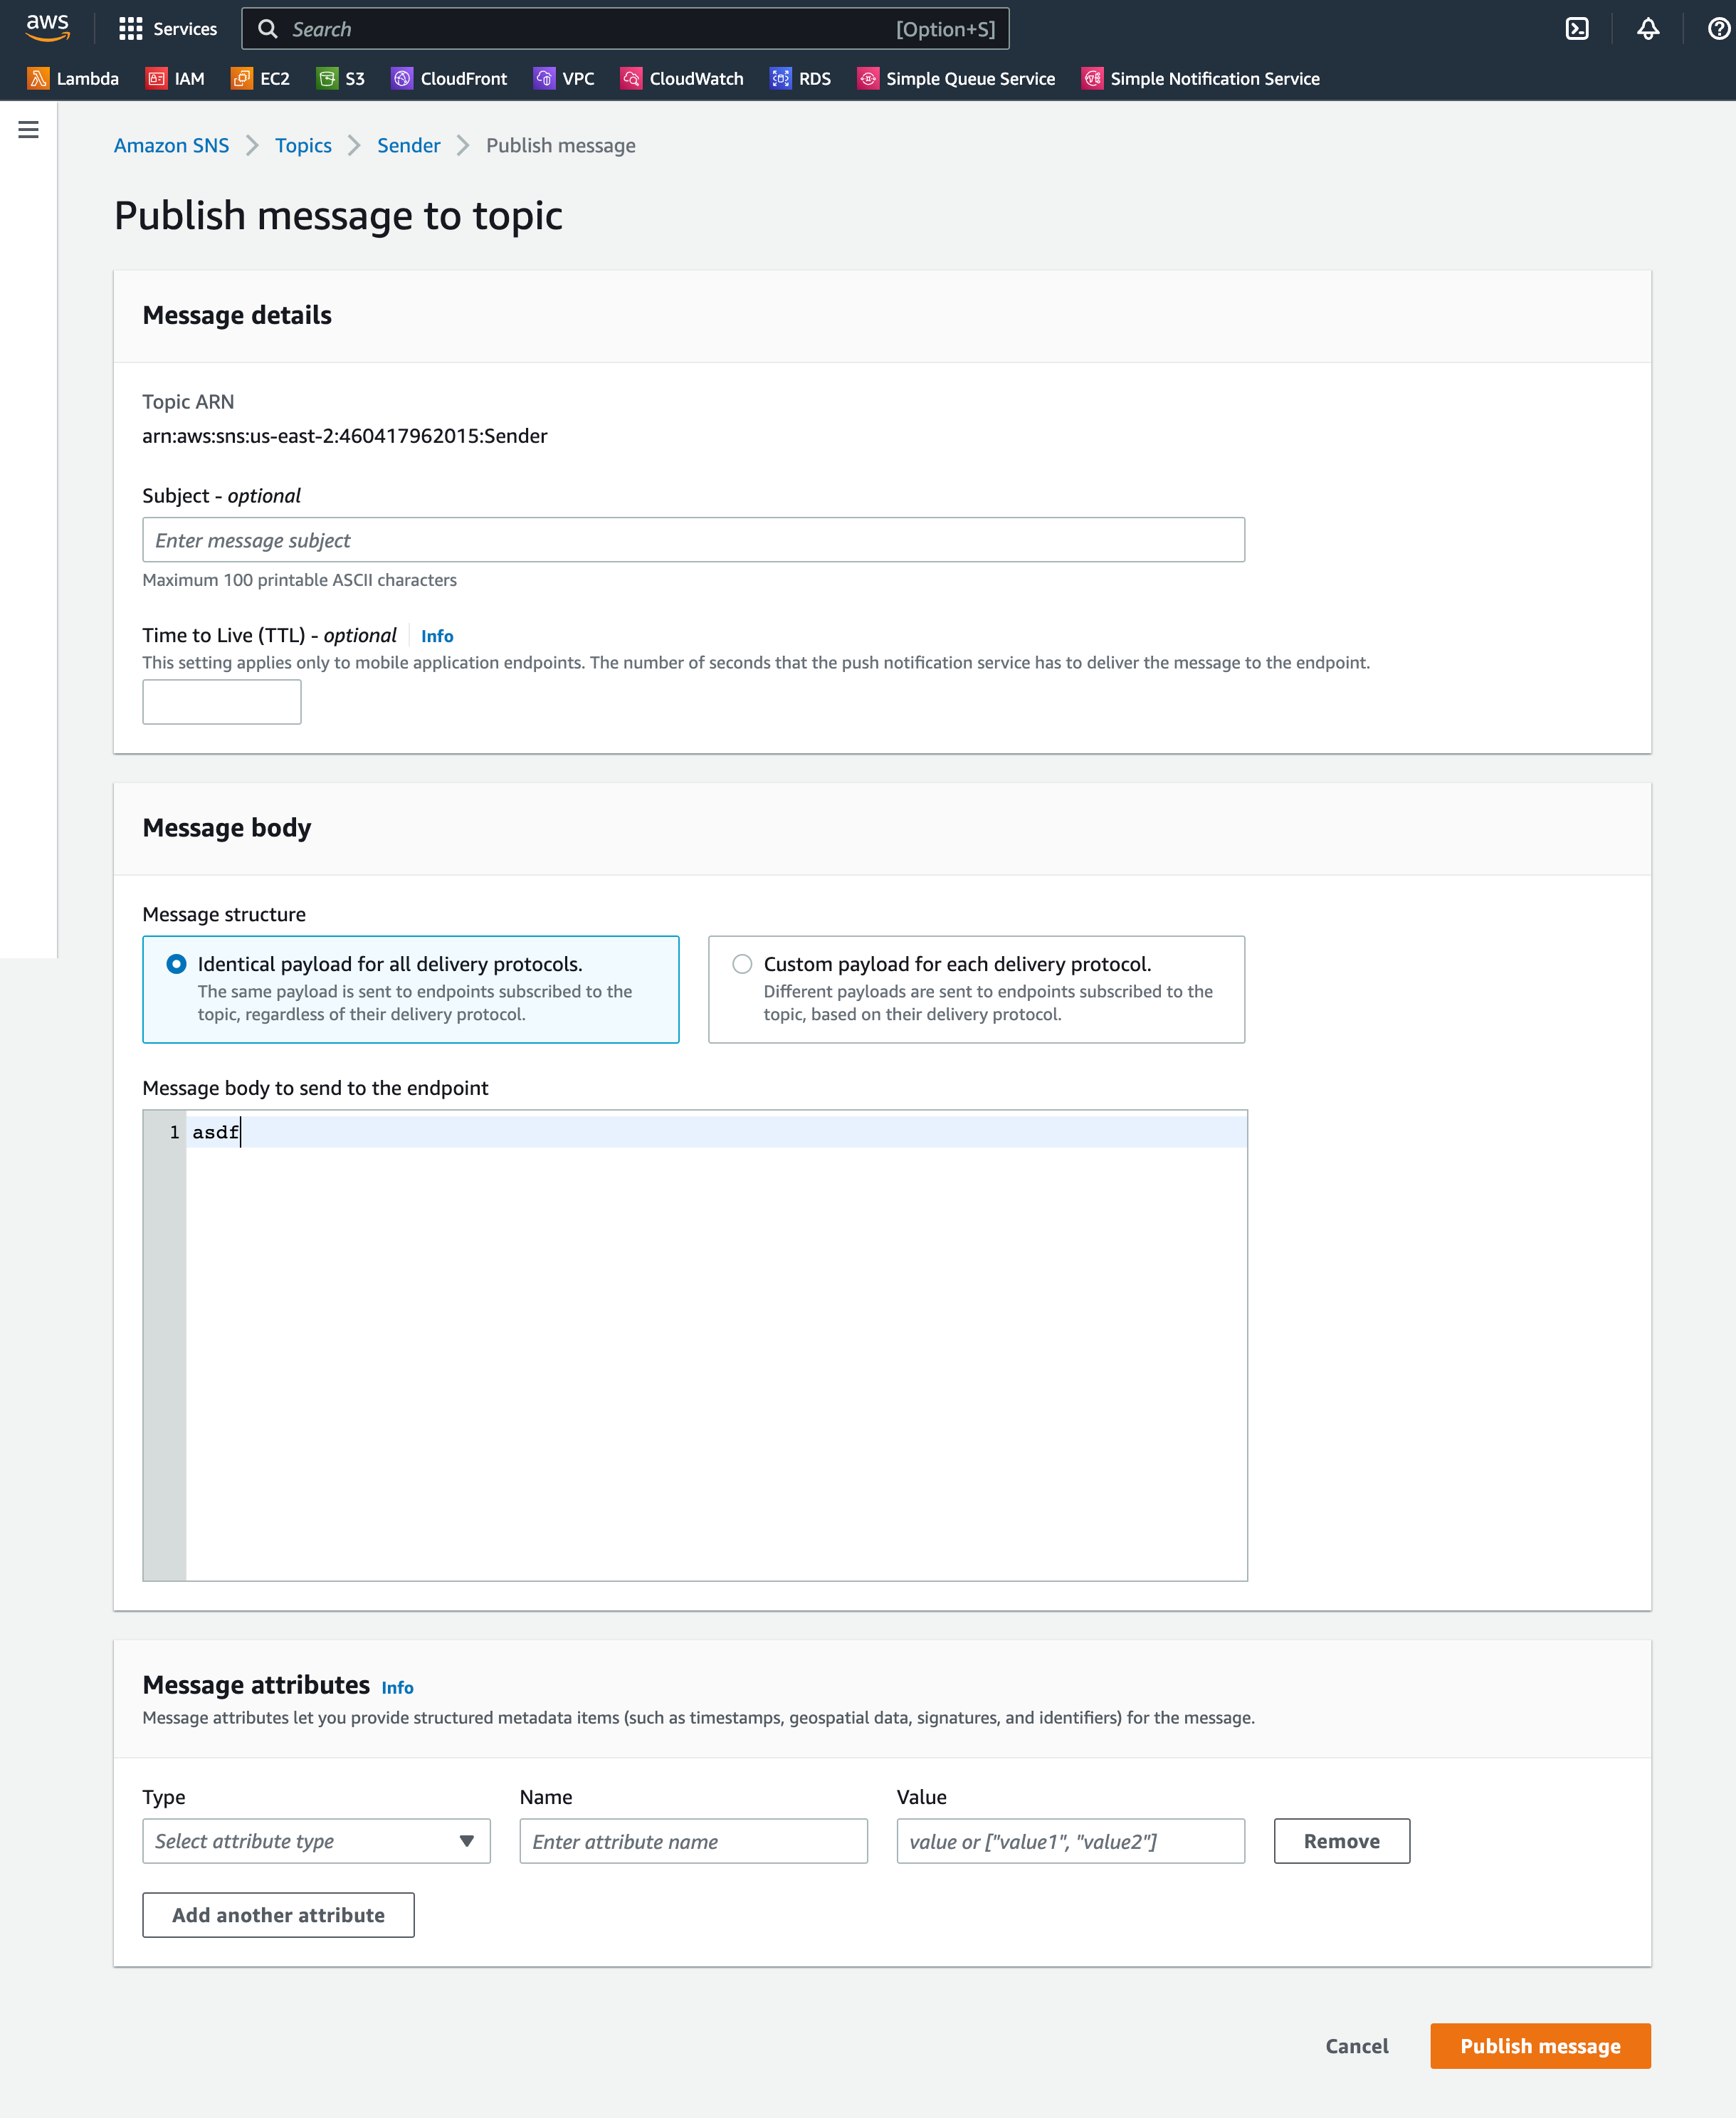 aws Services Search [Option+S]
Lambda IAM EC2 S3 CloudFront VPC CloudWatch RDS Simple Queue Service Simple Notification Service
Amazon SNS > Topics > Sender > Publish message
Publish message to topic
Message details
Topic ARN
arn:aws:sns:us-east-2:460417962015:Sender
Subject - optional
Enter message subject
Maximum 100 printable ASCII characters
Time to Live (TTL) - optional Info
This setting applies only to mobile application endpoints. The number of seconds that the push notification service has to deliver the message to the endpoint.
Message body
Message structure
Identical payload for all delivery protocols.
The same payload is sent to endpoints subscribed to the
topic, regardless of their delivery protocol.
Custom payload for each delivery protocol.
Different payloads are sent to endpoints subscribed to the
topic, based on their delivery protocol.
Message body to send to the endpoint
1 asdf
Message attributes Info
Message attributes let you provide structured metadata items (such as timestamps, geospatial data, signatures, and identifiers) for the message.
Type Name Value
Select attribute type Enter attribute name value or ["value1", "value2"] Remove
Add another attribute
Cancel Publish message